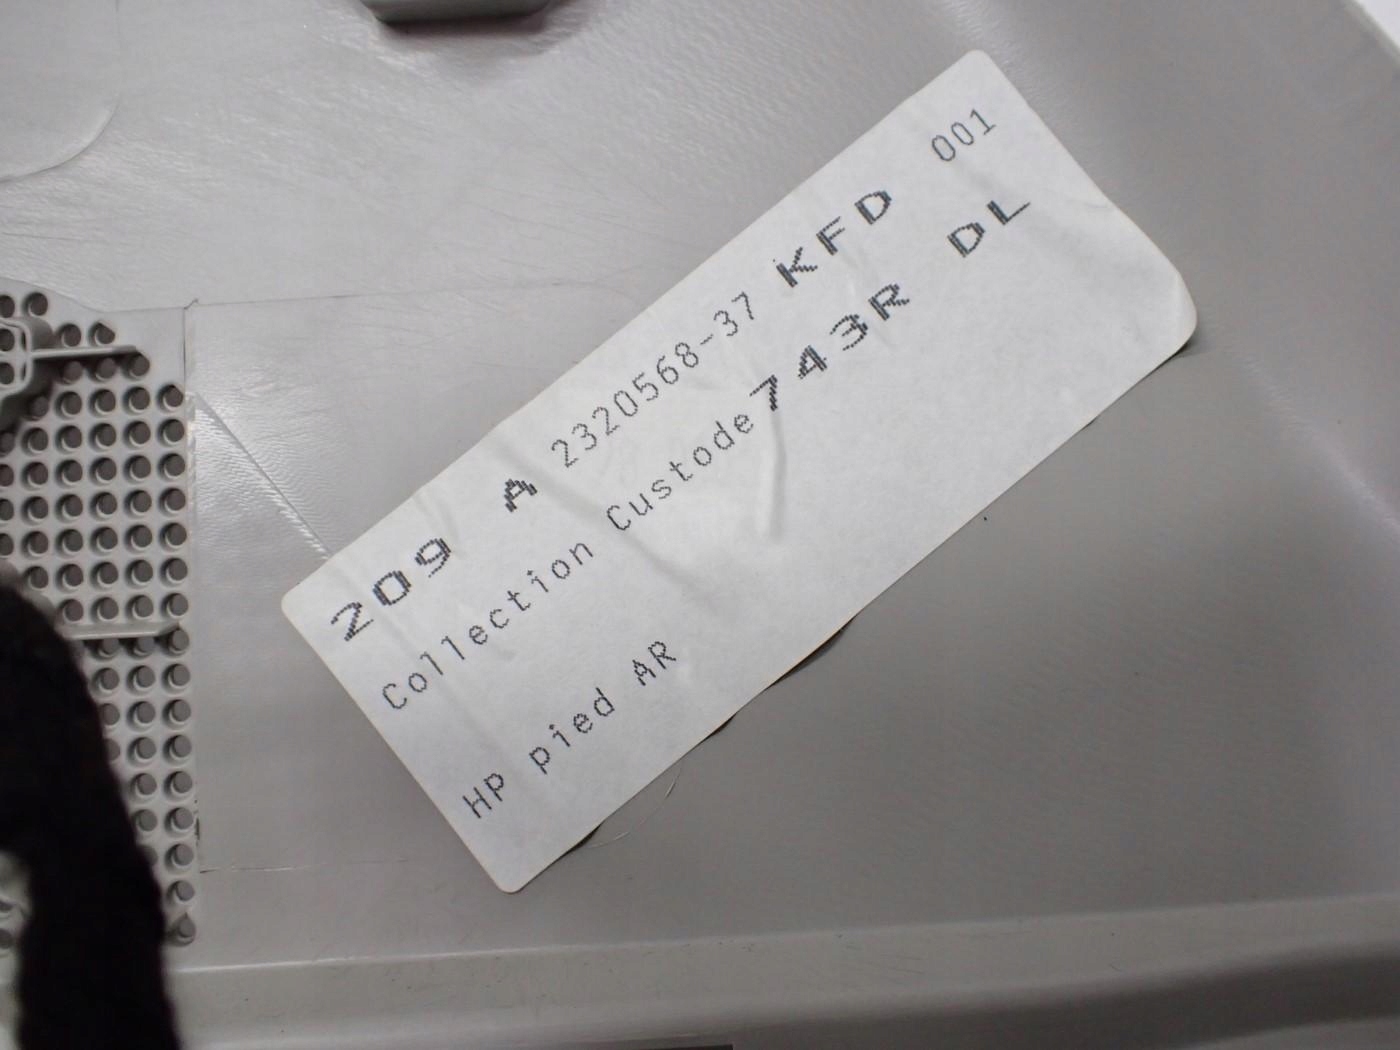 209 A 2320568-37 KFD 001
Collection Custode 743R DL
HP pied AR